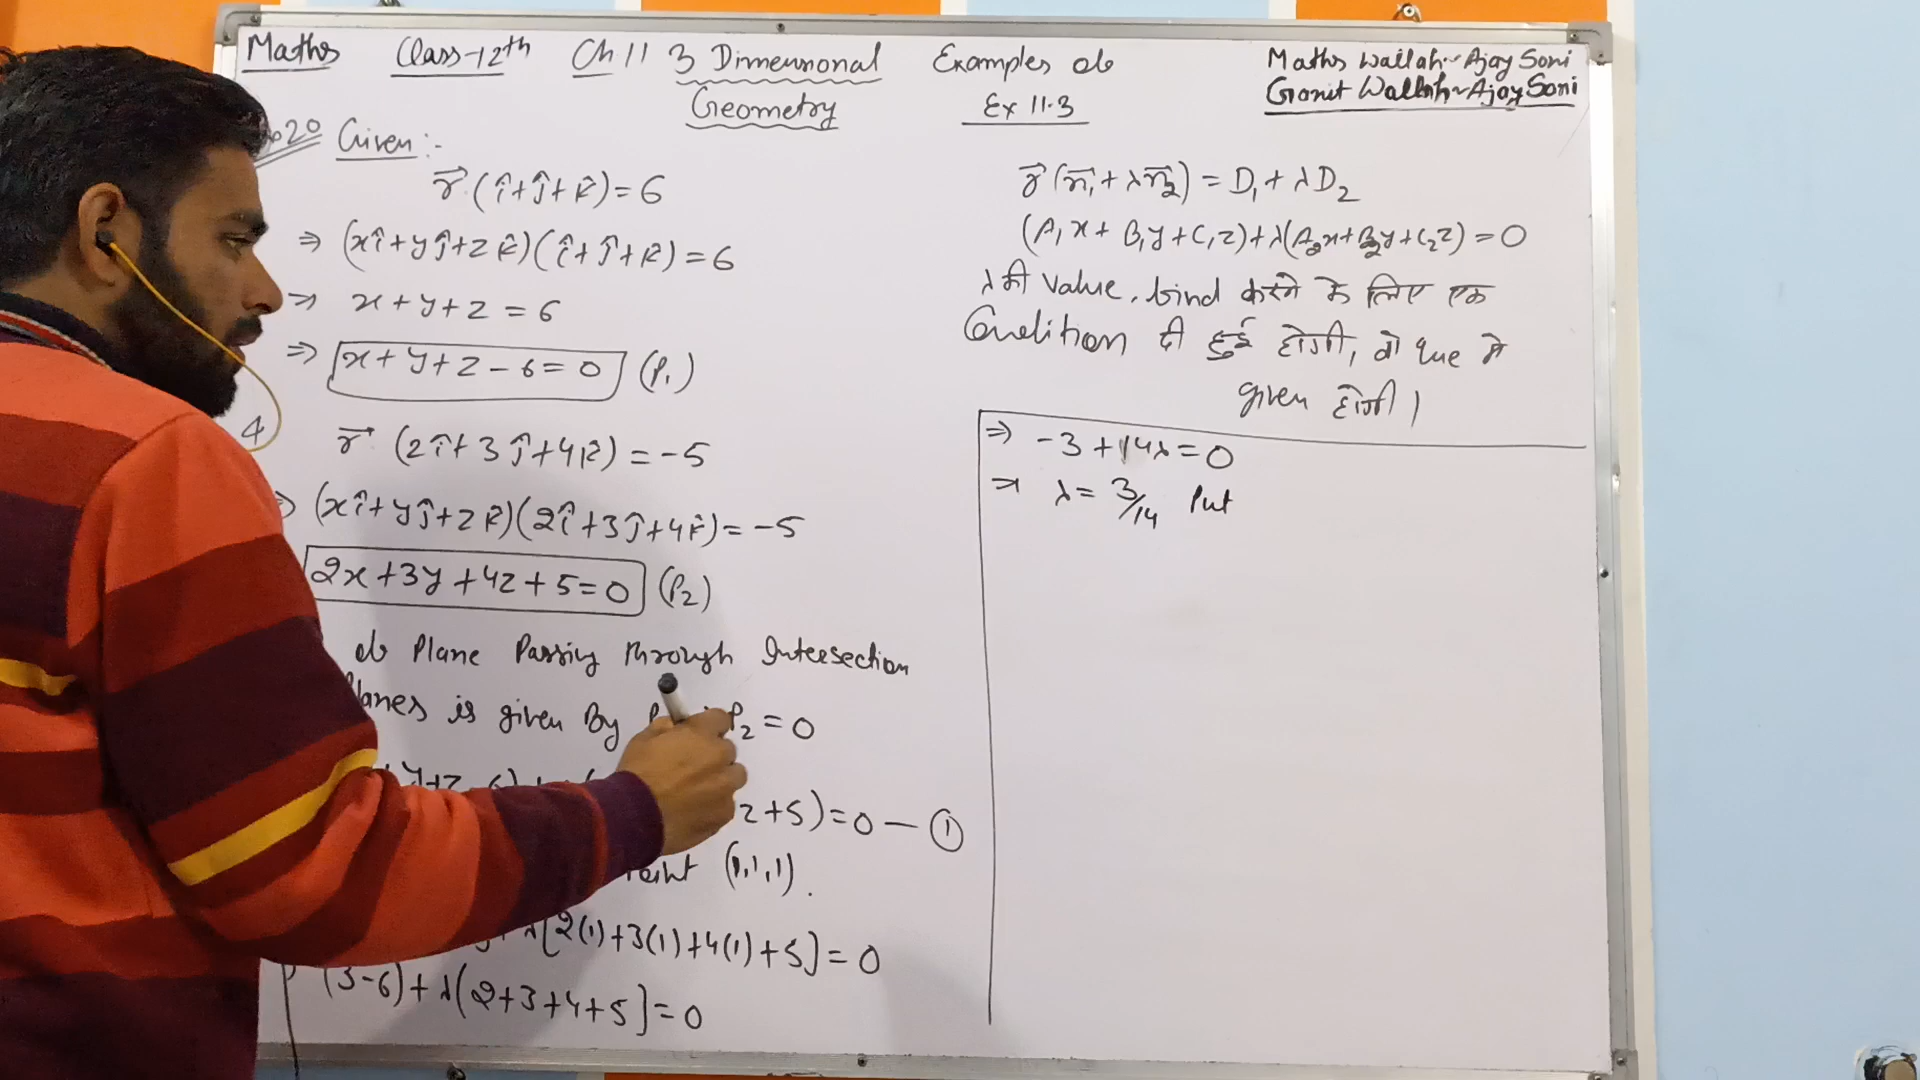 Maths Class-12th Ch 11 3 Dimensional Examples of
Geometry Ex 11.3
Maths Wallah ~ Ajay Soni
Ganit Wallah ~ Ajay Soni
20 Given :-
r⃗ (î+ĵ+k̂) = 6
⇒ (xî+yĵ+zk̂)(î+ĵ+k̂) = 6
⇒ x+y+z = 6
⇒ x+y+z-6=0 (P₁)
r⃗ (2î+3ĵ+4k̂) = -5
⇒ (xî+yĵ+zk̂)(2î+3ĵ+4k̂) = -5
2x+3y+4z+5=0 (P₂)
of Plane Passing through Intersection
Planes is given By P₂ = 0
+y+z-6)+ z+5)=0 — ①
Point (1,1,1).
λ[2(1)+3(1)+4(1)+5]=0
(3-6)+λ(2+3+4+5]=0
r⃗ (n⃗₁+λn⃗₂) = D₁+λD₂
(A₁x+B₁y+C₁z)+λ(A₂x+B₂y+C₂z)=0
λ की value find करने के लिए एक
Condition दी हुई होगी, वो que में
given होगी।
⇒ -3+14λ=0
⇒ λ= 3/14 Put